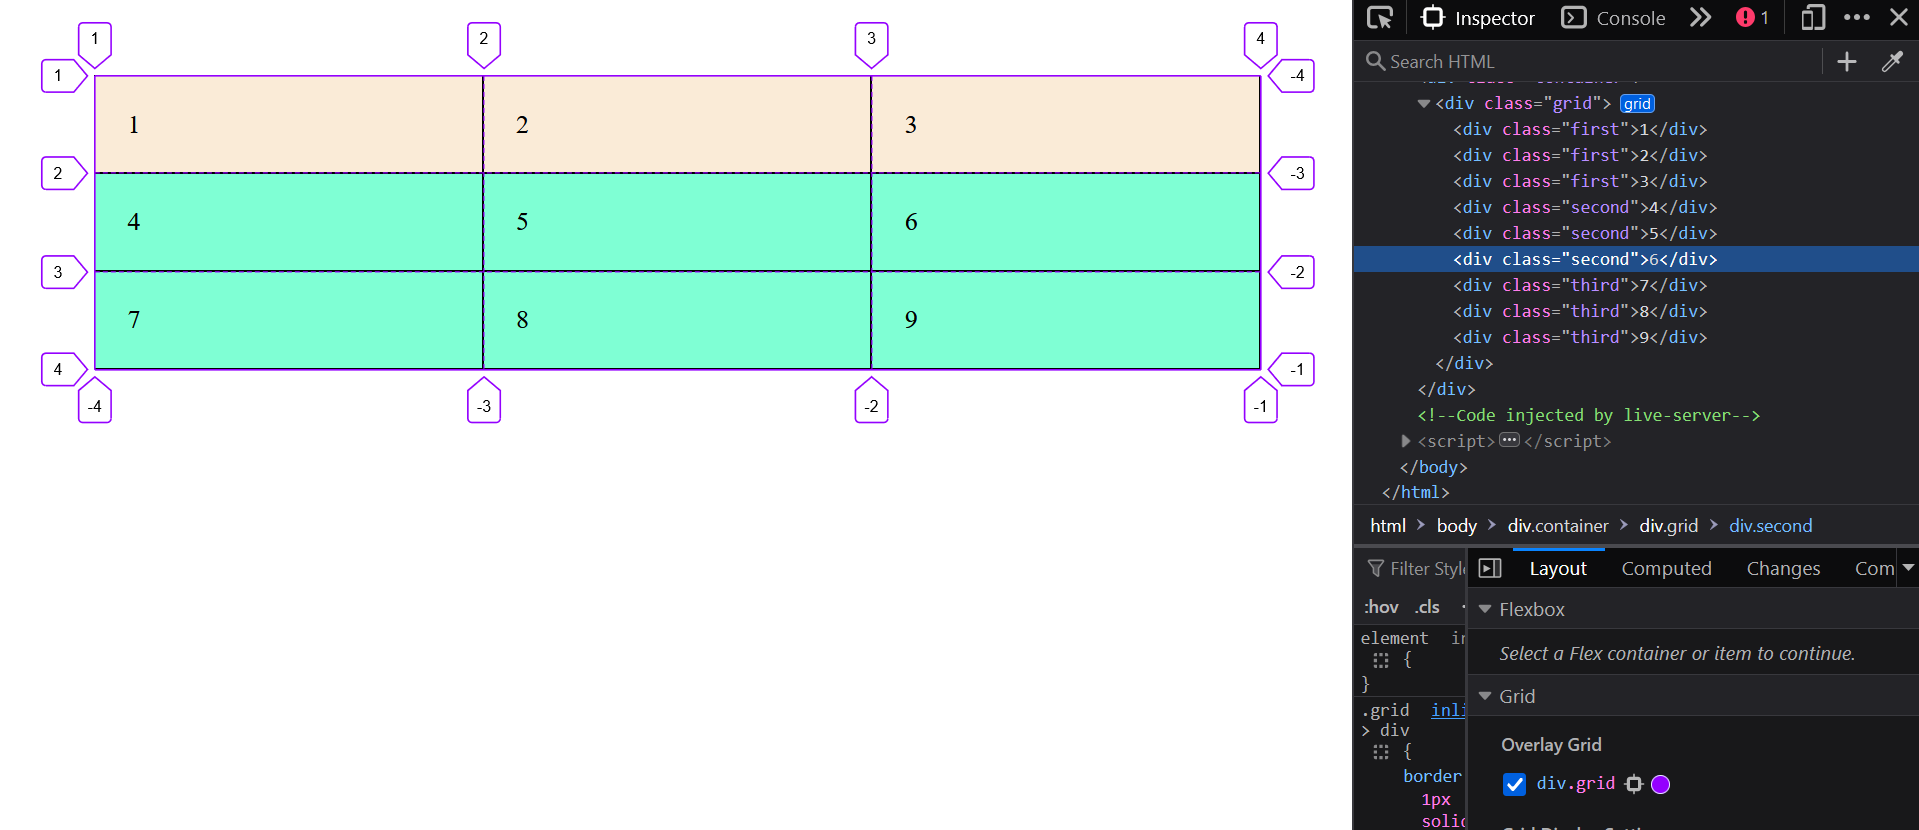 1 2 3 4
1 -4
1 2 3
2 -3
4 5 6
3 -2
7 8 9
4 -1
-4 -3 -2 -1
Inspector Console 1
Search HTML
<div class="grid"> grid
<div class="first">1</div>
<div class="first">2</div>
<div class="first">3</div>
<div class="second">4</div>
<div class="second">5</div>
<div class="second">6</div>
<div class="third">7</div>
<div class="third">8</div>
<div class="third">9</div>
</div>
</div>
<!--Code injected by live-server-->
<script>…</script>
</body>
</html>
html > body > div.container > div.grid > div.second
Filter Style
:hov .cls
element in
{
}
.grid inli
> div
{
border
1px
solid
Layout Computed Changes Com
Flexbox
Select a Flex container or item to continue.
Grid
Overlay Grid
div.grid